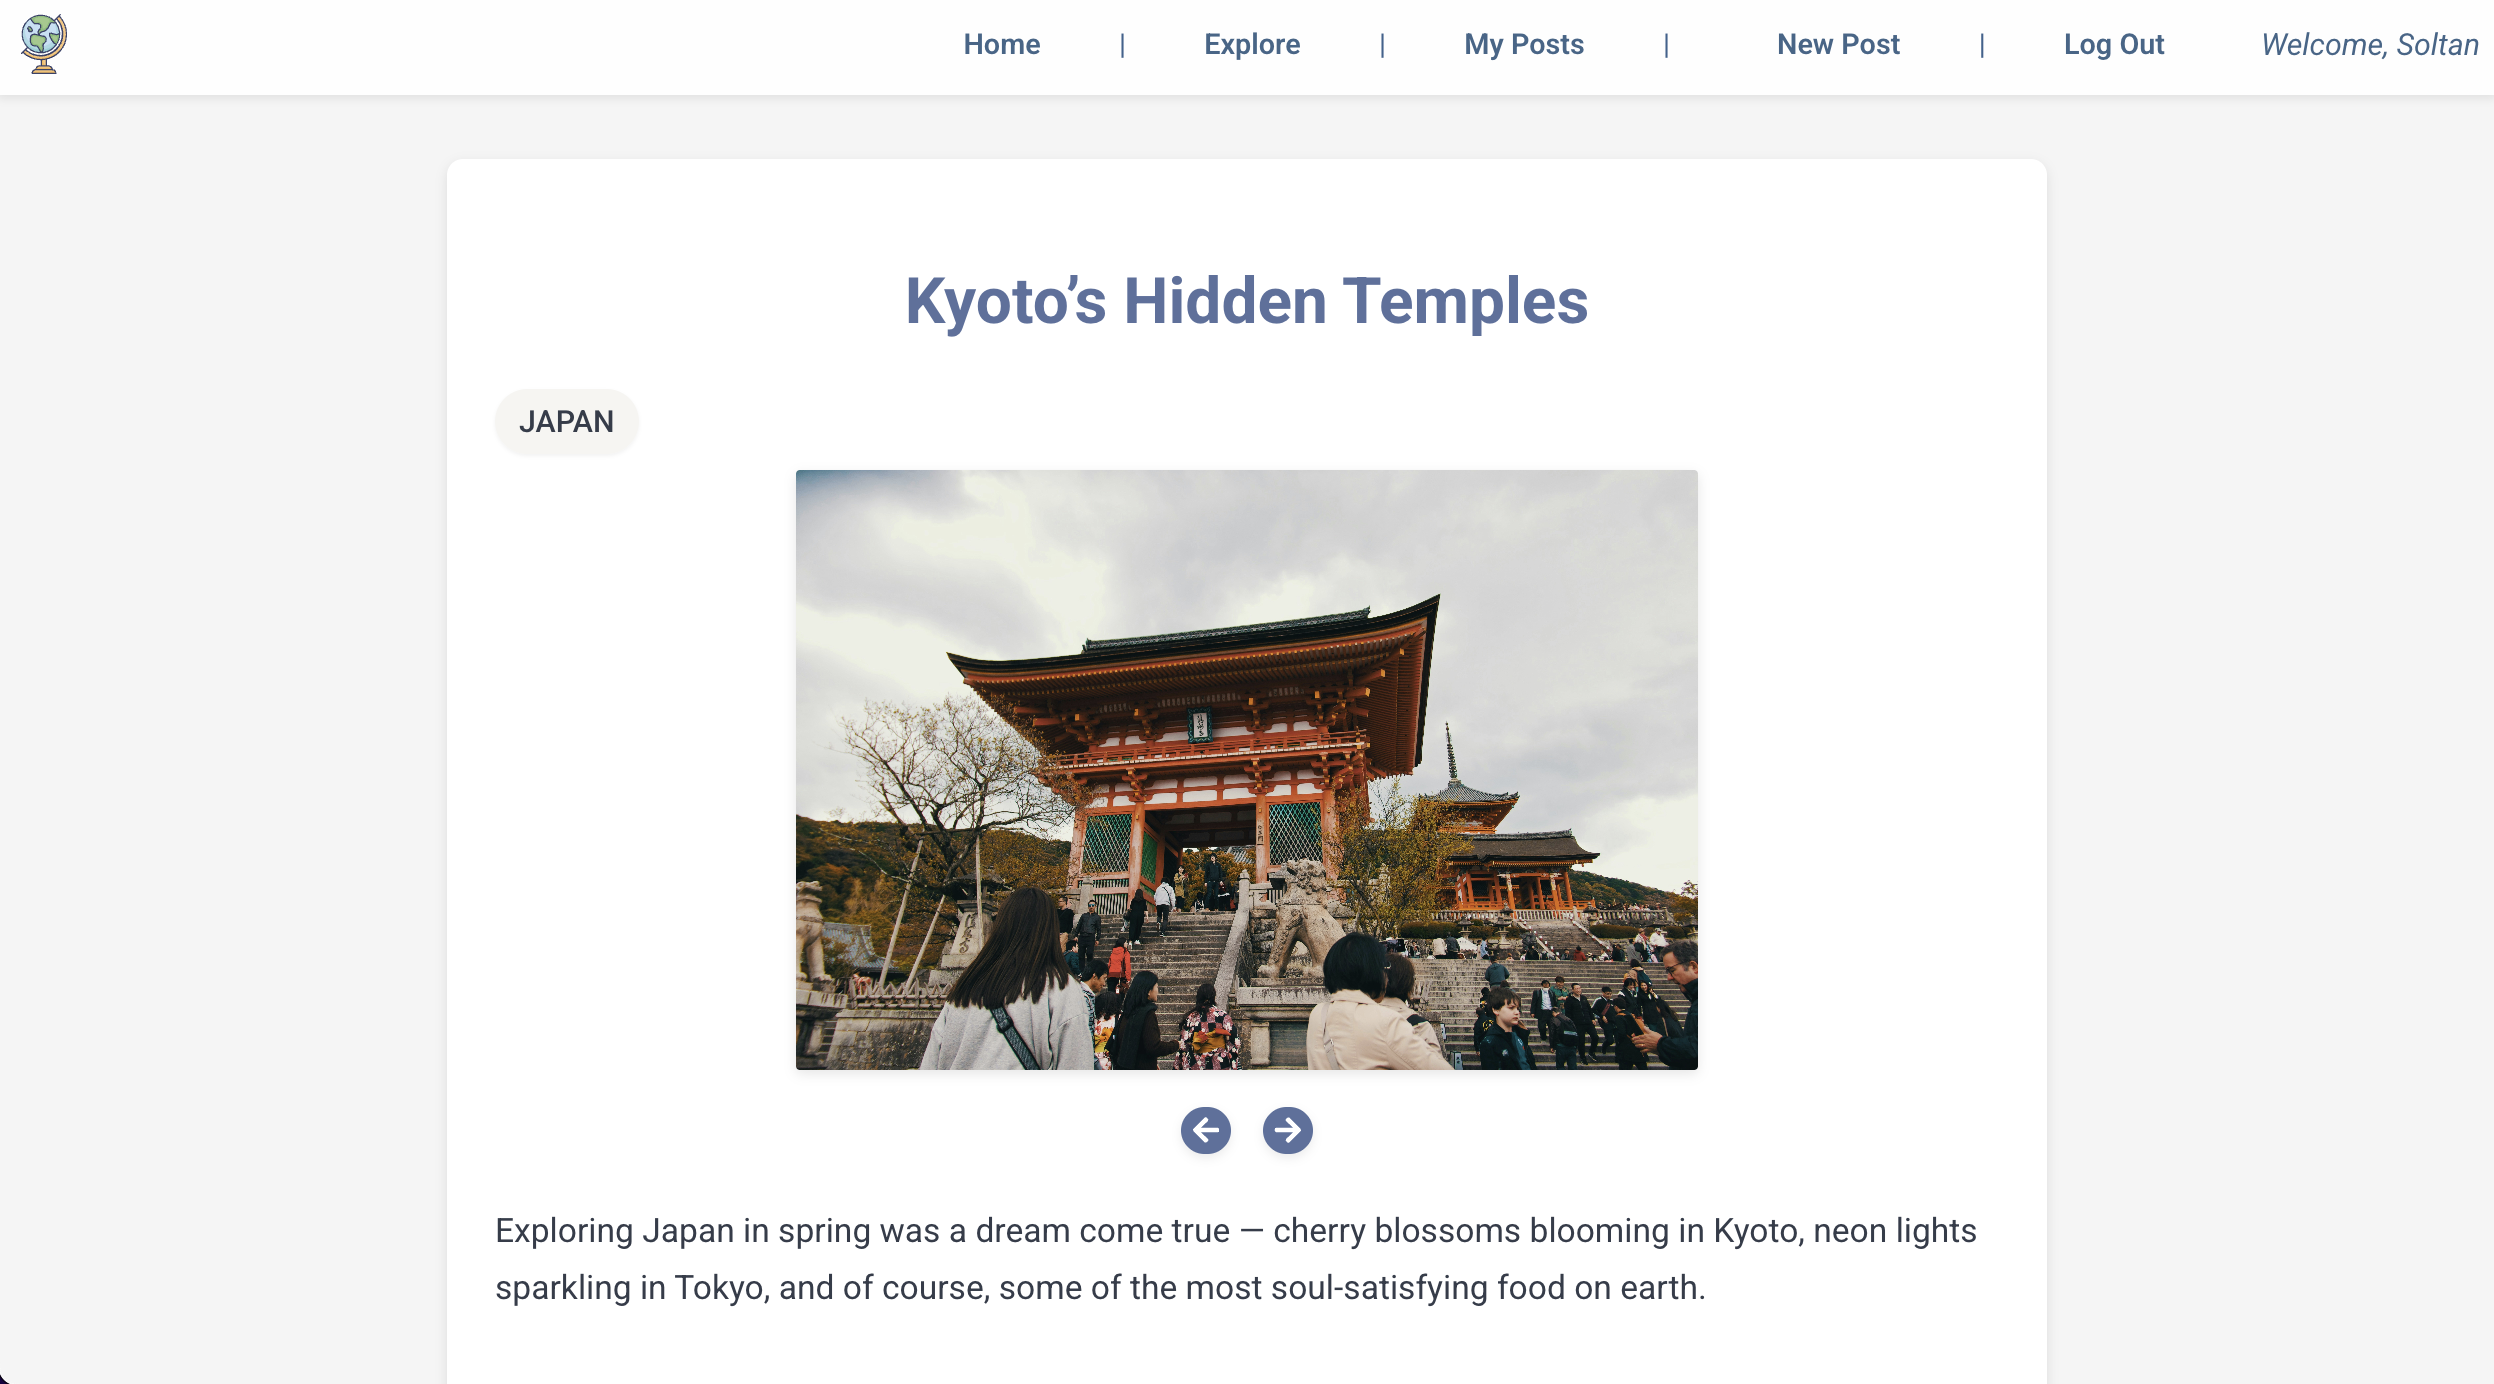 Home | Explore | My Posts | New Post | Log Out Welcome, Soltan
Kyoto’s Hidden Temples
JAPAN
Exploring Japan in spring was a dream come true — cherry blossoms blooming in Kyoto, neon lights
sparkling in Tokyo, and of course, some of the most soul-satisfying food on earth.